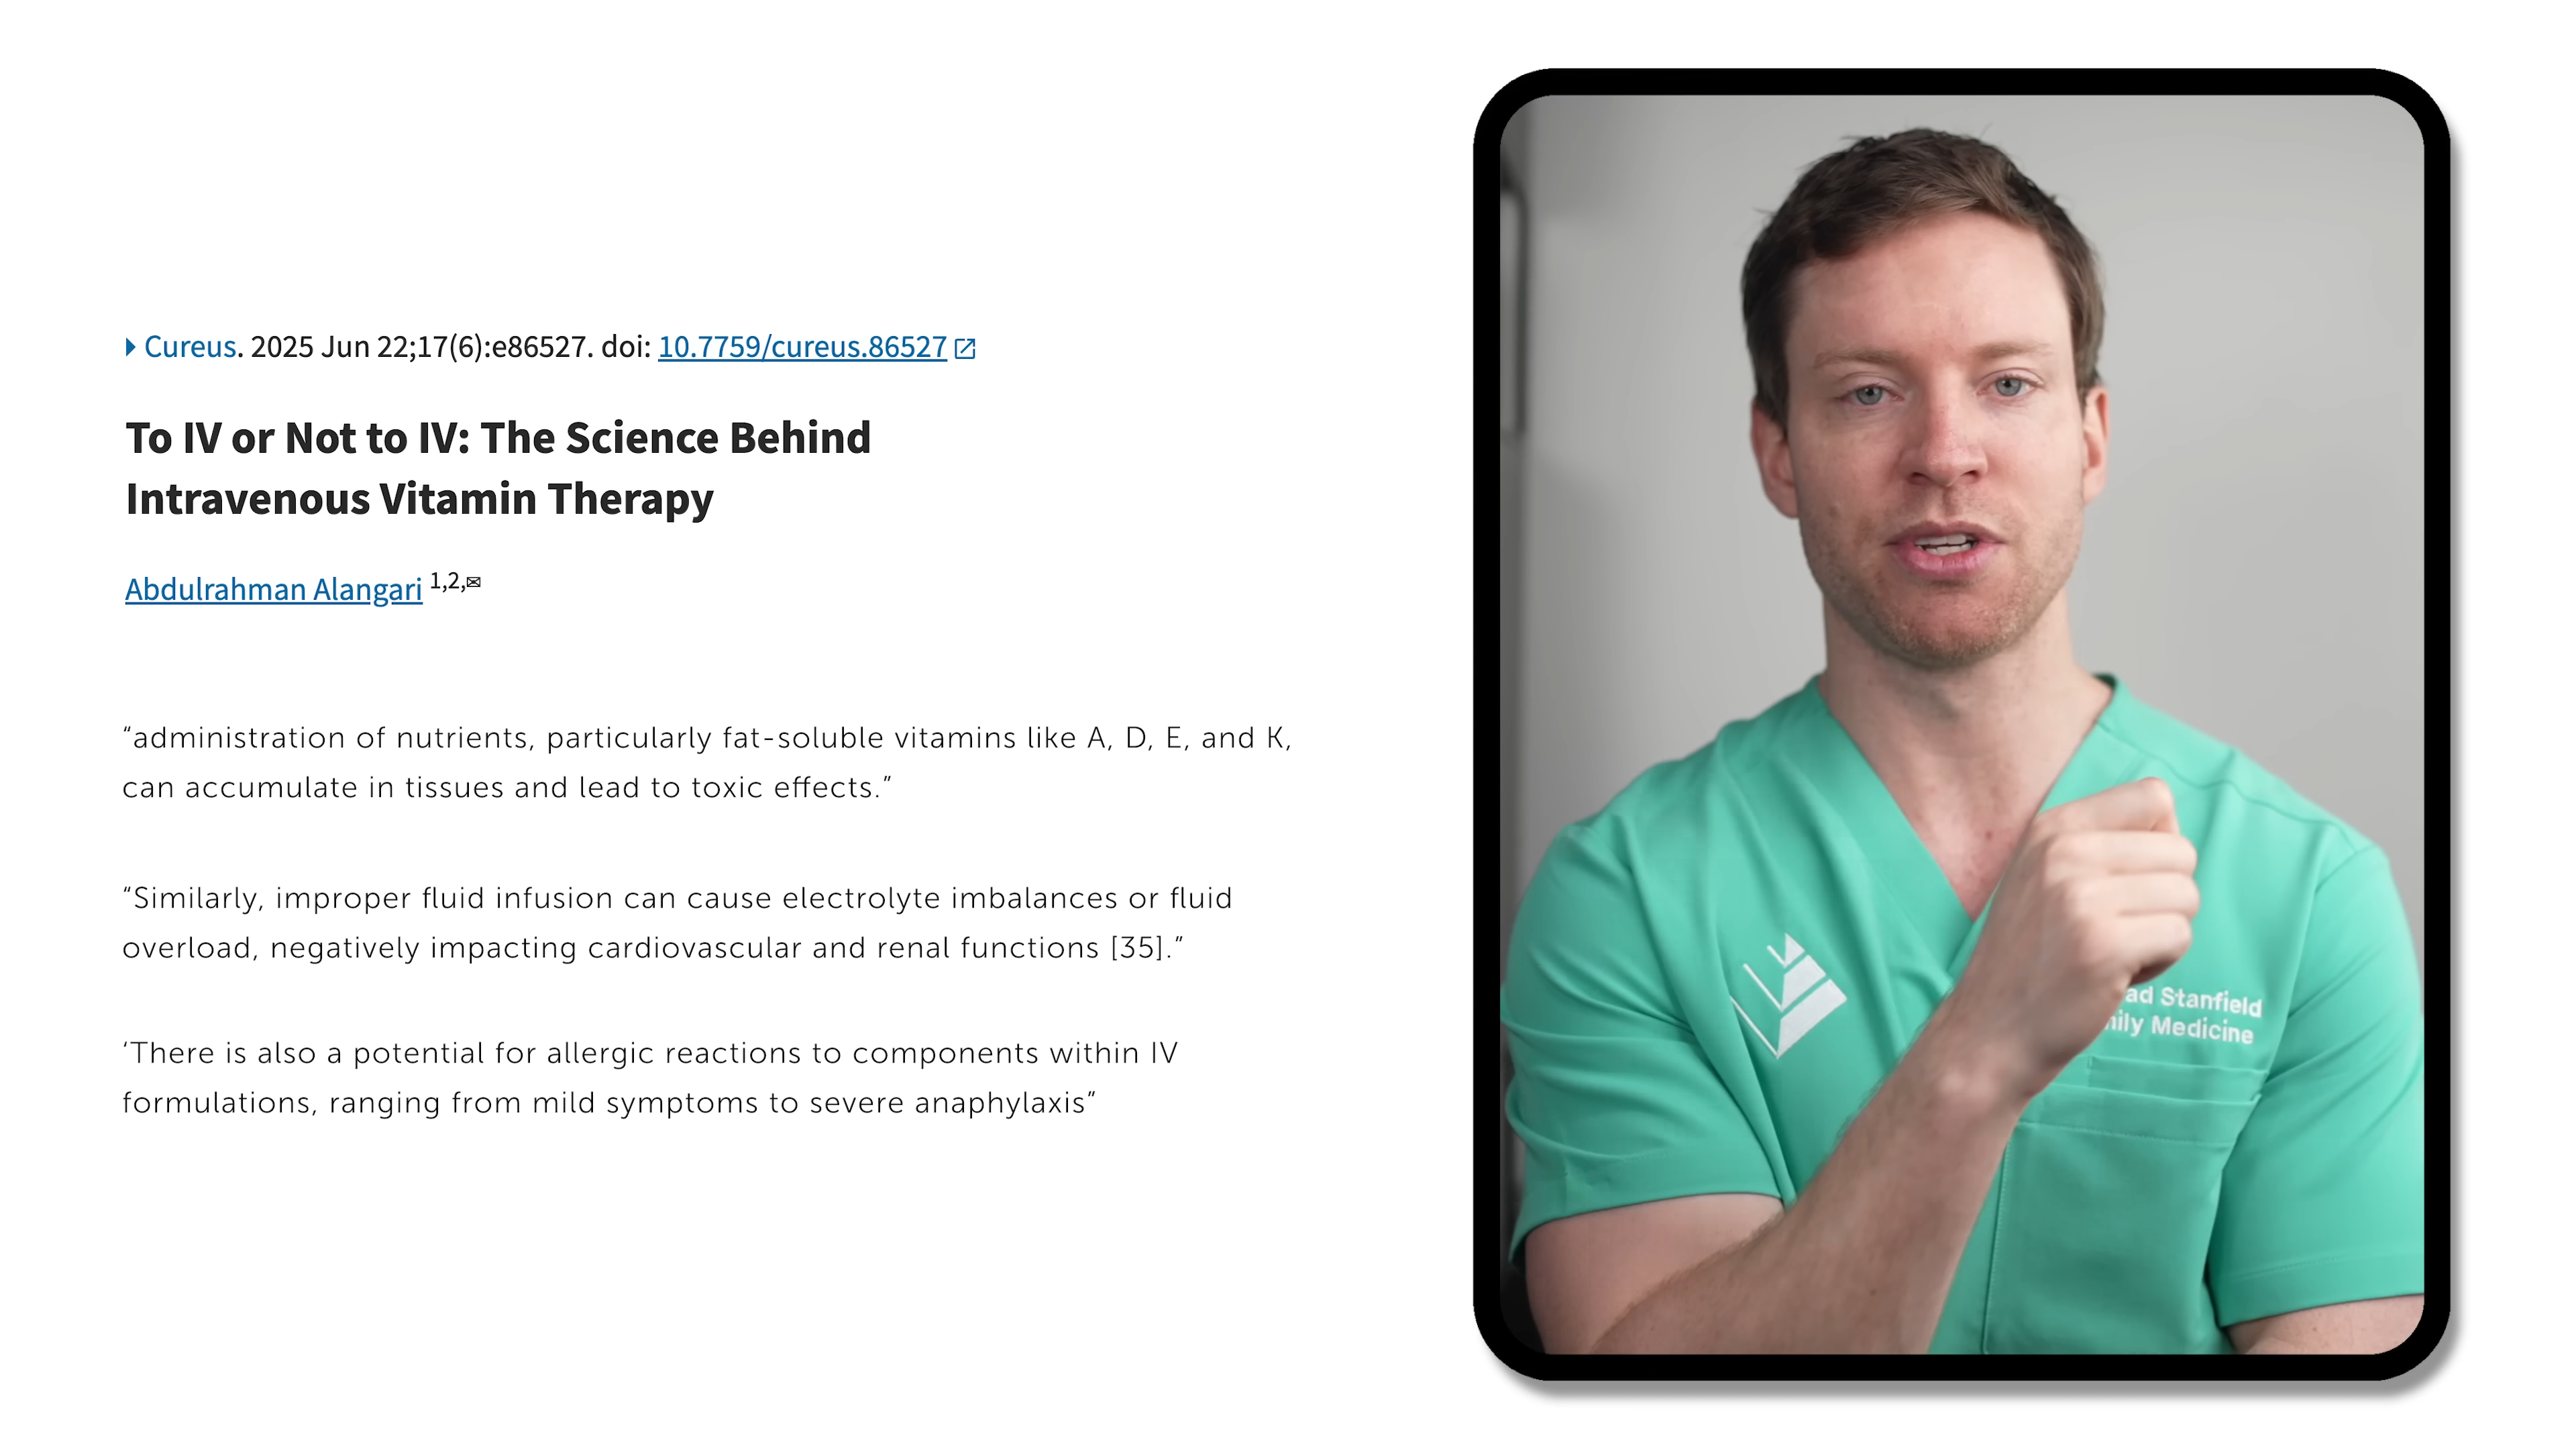 Cureus. 2025 Jun 22;17(6):e86527. doi: 10.7759/cureus.86527
To IV or Not to IV: The Science Behind
Intravenous Vitamin Therapy
Abdulrahman Alangari 1,2,✉
“administration of nutrients, particularly fat-soluble vitamins like A, D, E, and K,
can accumulate in tissues and lead to toxic effects.”
“Similarly, improper fluid infusion can cause electrolyte imbalances or fluid
overload, negatively impacting cardiovascular and renal functions [35].”
‘There is also a potential for allergic reactions to components within IV
formulations, ranging from mild symptoms to severe anaphylaxis”
Stanfield
Medicine